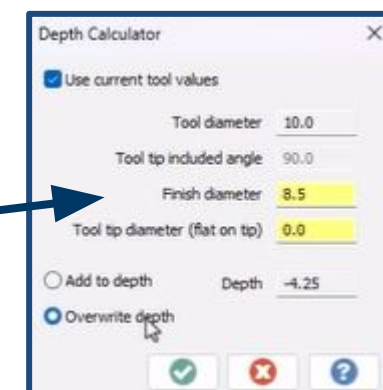 Depth Calculator
Use current tool values
Tool diameter 10.0
Tool tip included angle 90.0
Finish diameter 8.5
Tool tip diameter (flat on tip) 0.0
Add to depth Depth -4.25
Overwrite depth